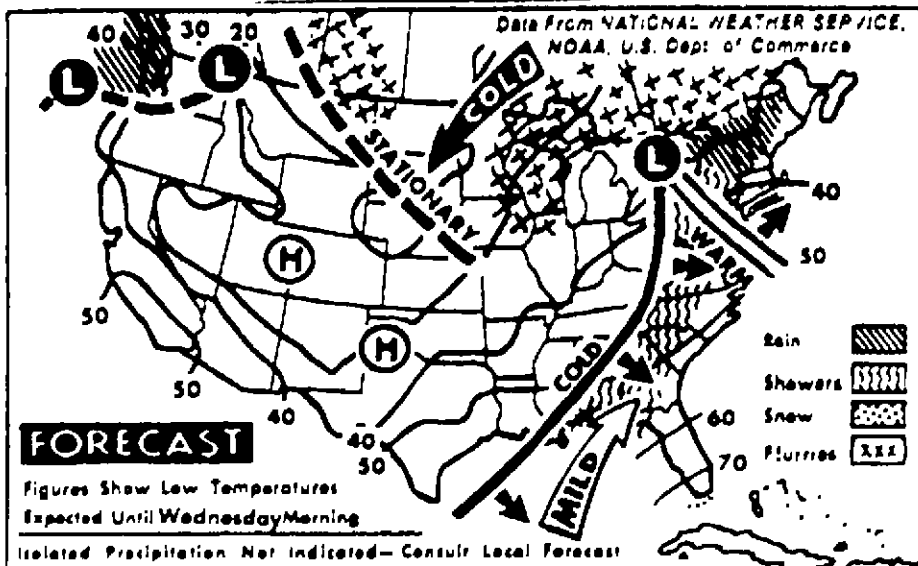 Data From NATIONAL WEATHER SERVICE,
NOAA, U.S. Dept. of Commerce
40
30
20
L
L
COLD
STATIONARY
L
40
50
WARM
H
H
50
50
40
40
50
COLD
MILD
60
70
Rain
Showers
Snow
Flurries
XXX
FORECAST
Figures Show Low Temperatures
Expected Until Wednesday Morning
Isolated Precipitation Not Indicated— Consult Local Forecast